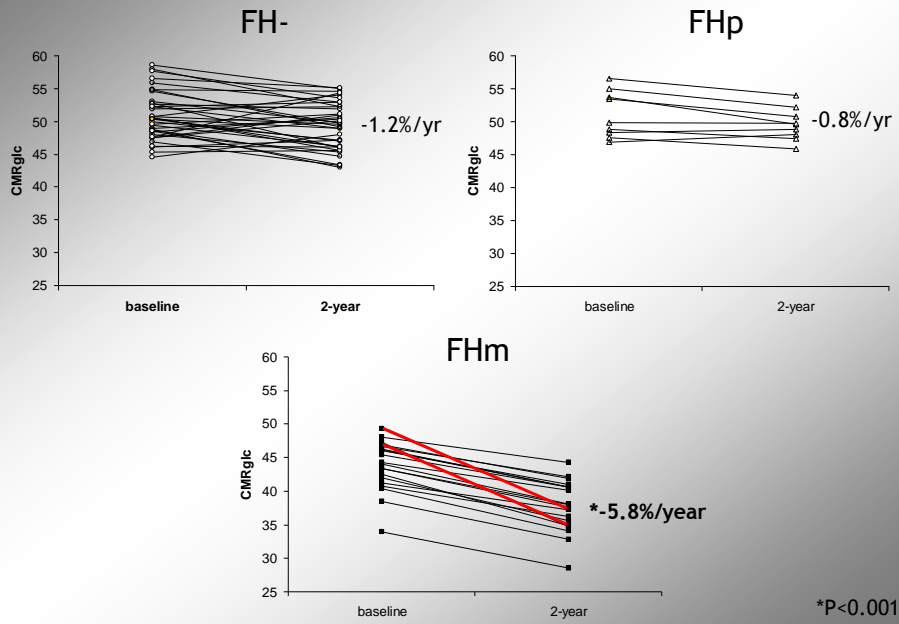 FH-
60
55
50
45
40
35
30
25
CMRglc
baseline 2-year
-1.2%/yr
FHp
60
55
50
45
40
35
30
25
CMRglc
baseline 2-year
-0.8%/yr
FHm
60
55
50
45
40
35
30
25
CMRglc
baseline 2-year
*-5.8%/year
*P<0.001